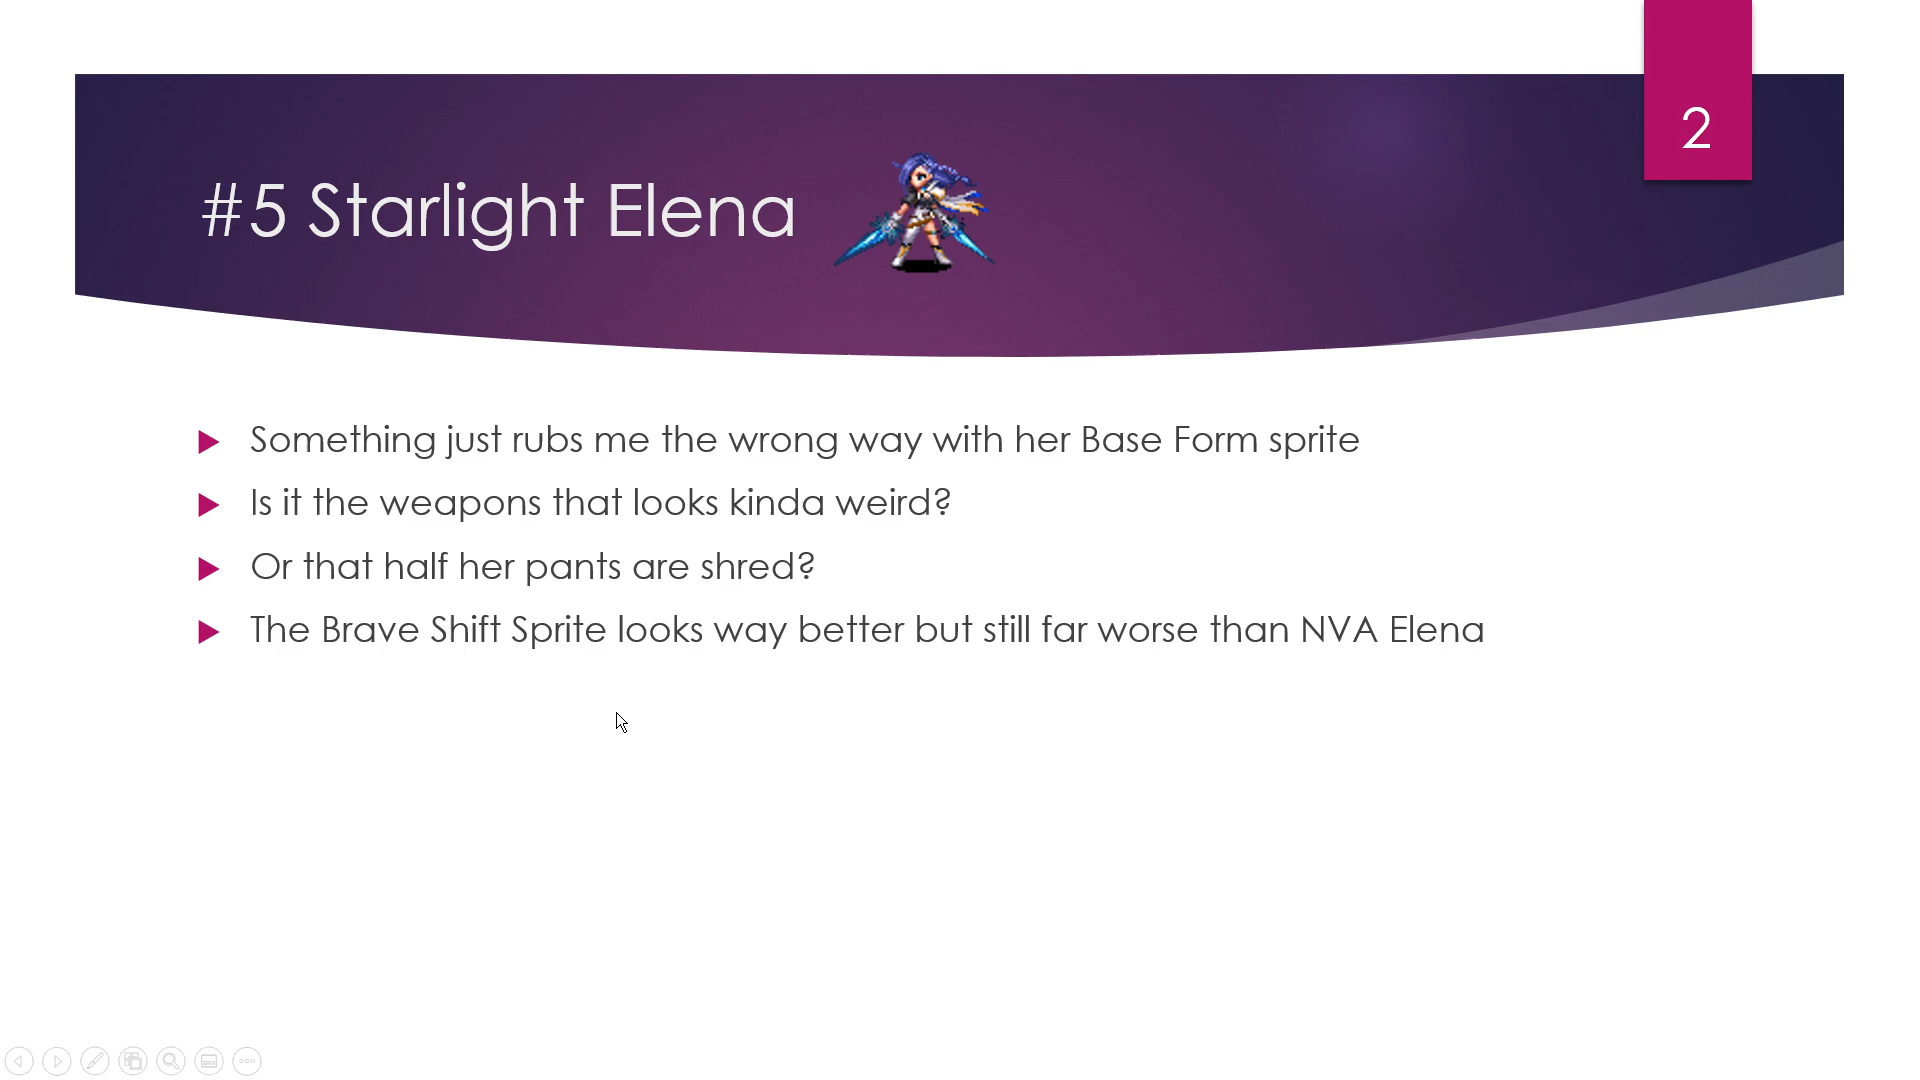 2
#5 Starlight Elena
Something just rubs me the wrong way with her Base Form sprite
Is it the weapons that looks kinda weird?
Or that half her pants are shred?
The Brave Shift Sprite looks way better but still far worse than NVA Elena